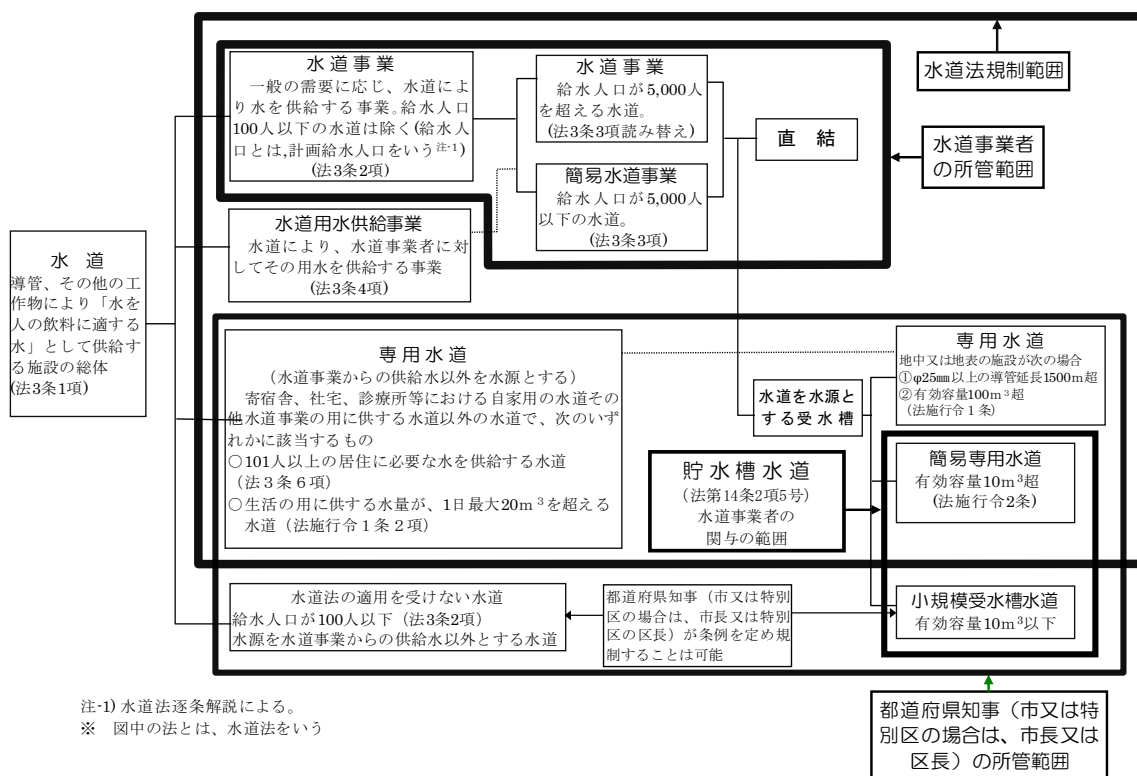 水道法規制範囲
水 道 事 業
一般の需要に応じ、水道によ
り水を供給する事業。給水人口
100人以下の水道は除く(給水人
口とは,計画給水人口をいう注-1)
(法3条2項)
水 道 事 業
給水人口が5,000人
を超える水道。
(法3条3項読み替え)
簡易水道事業
給水人口が5,000人
以下の水道。
(法3条3項)
直 結
水道事業者
の所管範囲
水道用水供給事業
水道により、水道事業者に対
してその用水を供給する事業
(法3条4項)
水 道
導管、その他の工
作物により「水を
人の飲料に適する
水」として供給す
る施設の総体
(法3条1項)
専 用 水 道
(水道事業からの供給水以外を水源とする)
寄宿舎、社宅、診療所等における自家用の水道その
他水道事業の用に供する水道以外の水道で、次のいず
れかに該当するもの
○101人以上の居住に必要な水を供給する水道
(法3条6項)
○生活の用に供する水量が、1日最大20m³を超える
水道(法施行令1条2項)
水道を水源と
する受水槽
専 用 水 道
地中又は地表の施設が次の場合
①φ25㎜以上の導管延長1500m超
②有効容量100m³超
(法施行令1条)
貯 水 槽 水 道
(法第14条2項5号)
水道事業者の
関与の範囲
簡易専用水道
有効容量10m³超
(法施行令2条)
水道法の適用を受けない水道
給水人口が100人以下(法3条2項)
水源を水道事業からの供給水以外とする水道
都道府県知事(市又は特別
区の場合は、市長又は特別
区の区長)が条例を定め規
制することは可能
小規模受水槽水道
有効容量10m³以下
注-1) 水道法逐条解説による。
※ 図中の法とは、水道法をいう
都道府県知事(市又は特
別区の場合は、市長又は
区長)の所管範囲